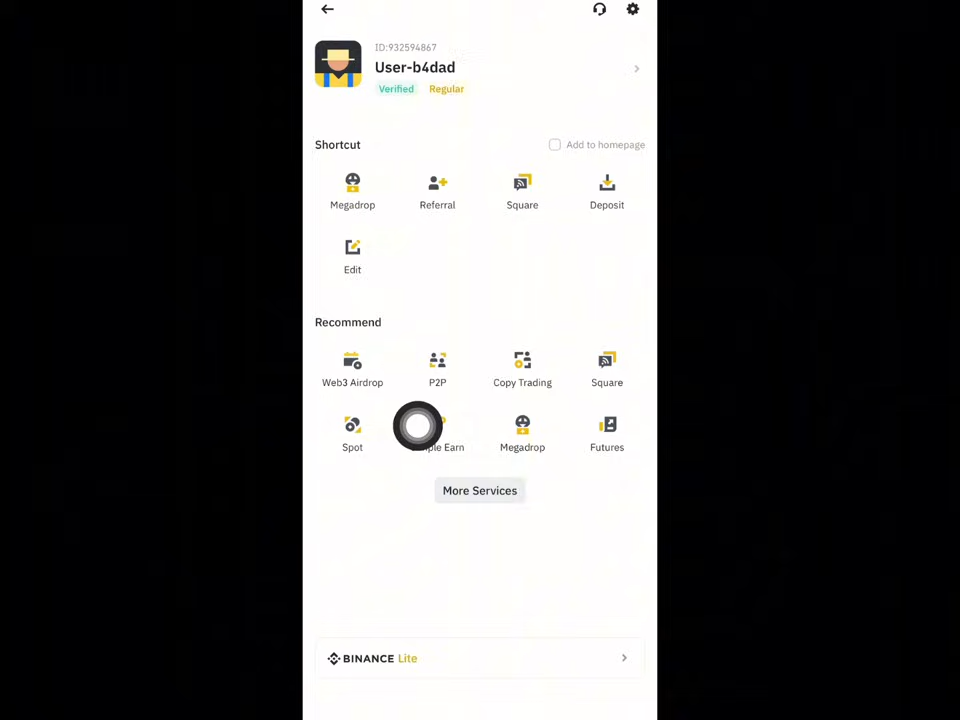 ID:932594867
User-b4dad
Verified Regular
Shortcut Add to homepage
Megadrop Referral Square Deposit
Edit
Recommend
Web3 Airdrop P2P Copy Trading Square
Spot Earn Megadrop Futures
More Services
BINANCE Lite